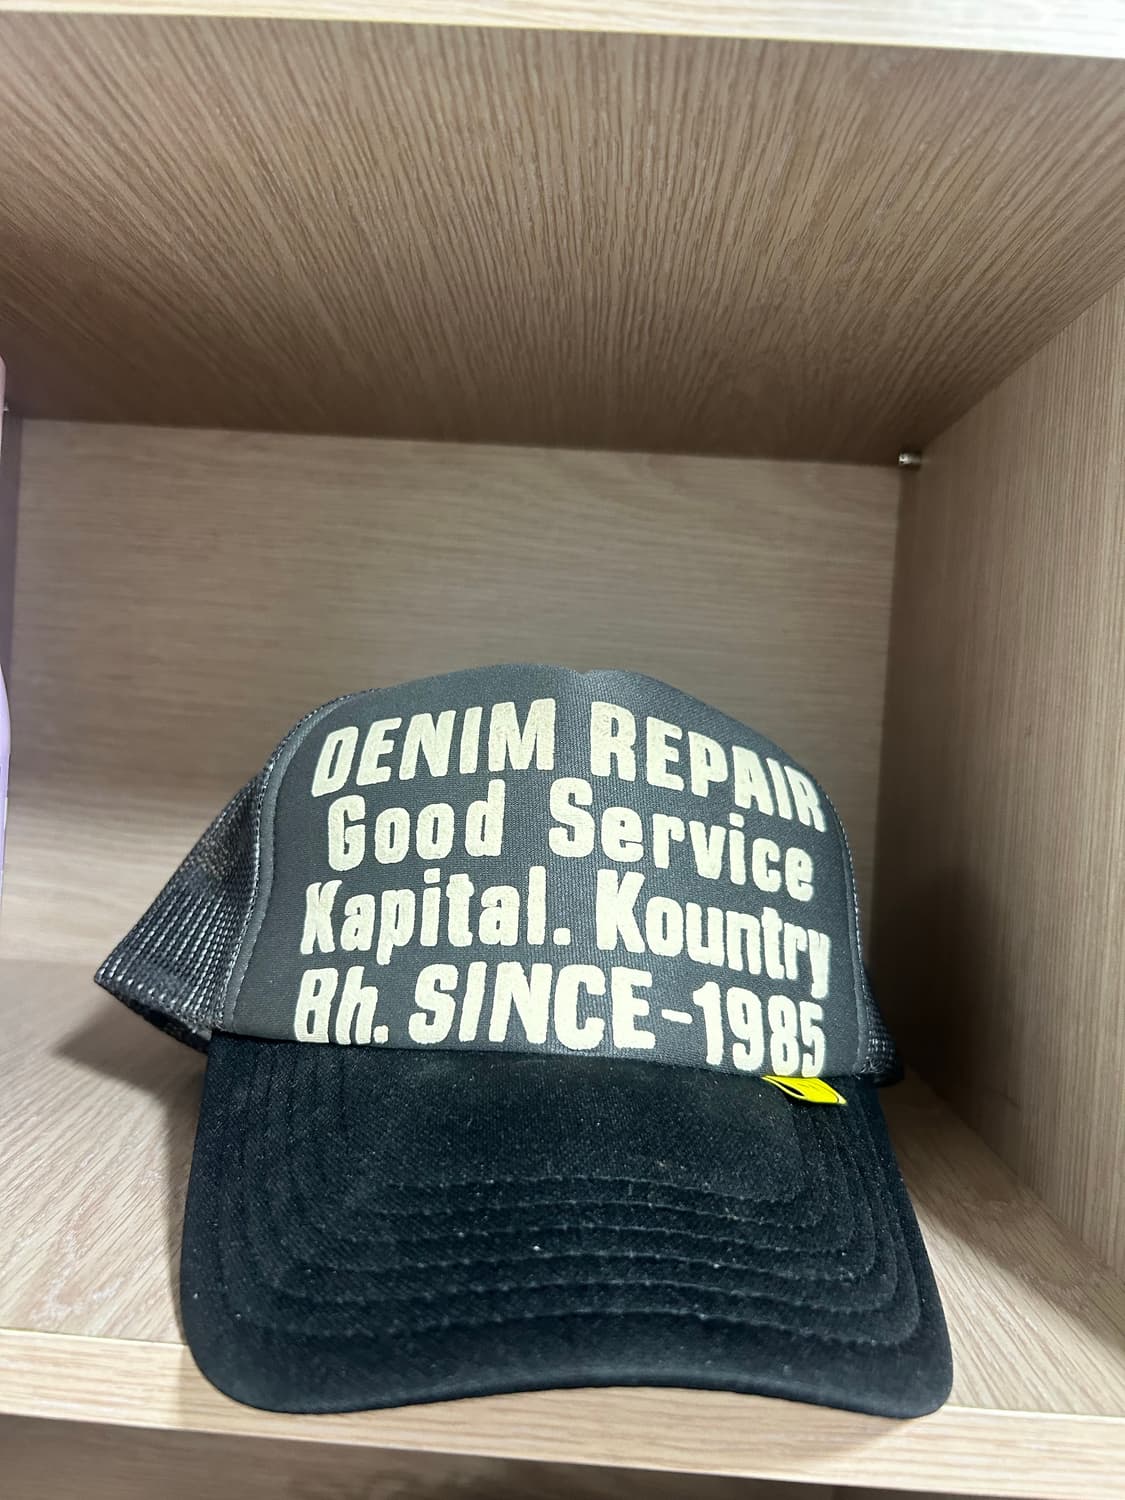 DENIM REPAIR
Good Service
Kapital. Kountry
Bh. SINCE-1985